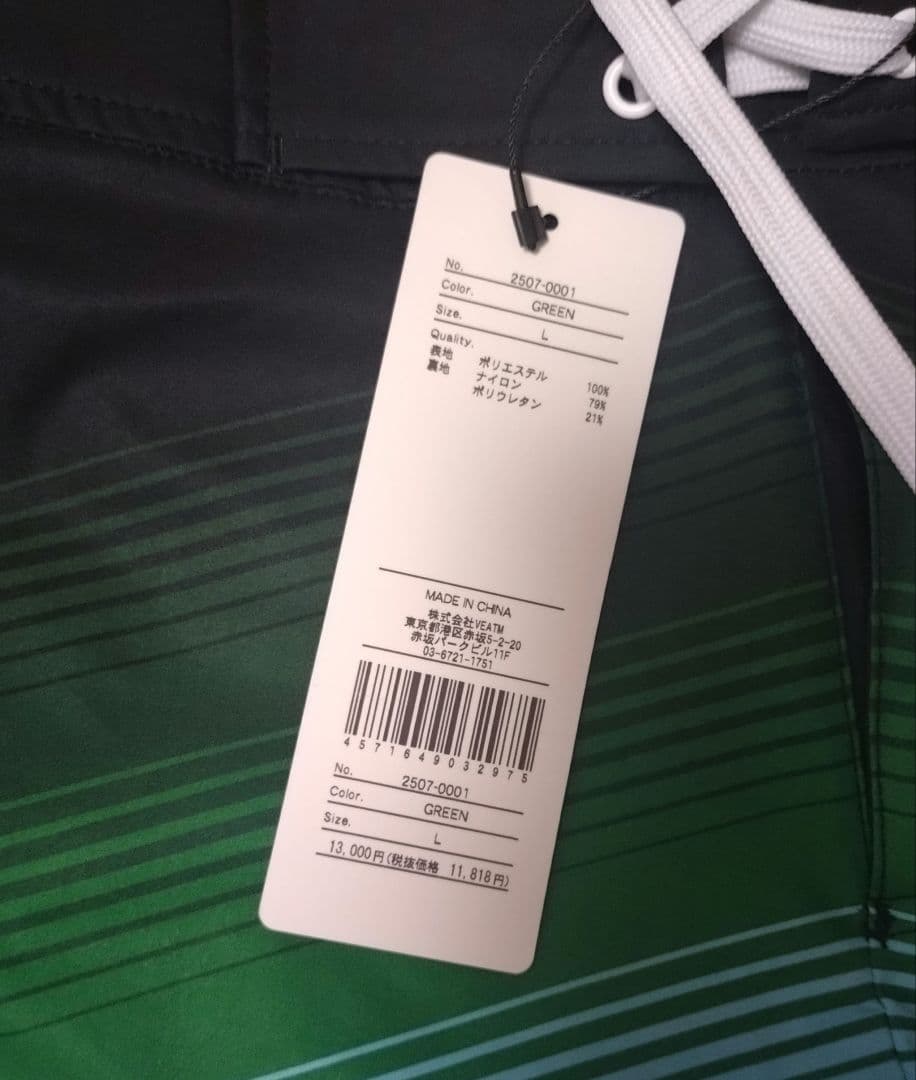 No. 2507-0001
Color. GREEN
Size. L
Quality.
表地 ポリエステル 100%
裏地 ナイロン 79%
ポリウレタン 21%
MADE IN CHINA
株式会社VEATM
東京都港区赤坂5-2-20
赤坂パークビル11F
03-6721-1751
4571649032975
No. 2507-0001
Color. GREEN
Size. L
13,000円(税抜価格 11,818円)